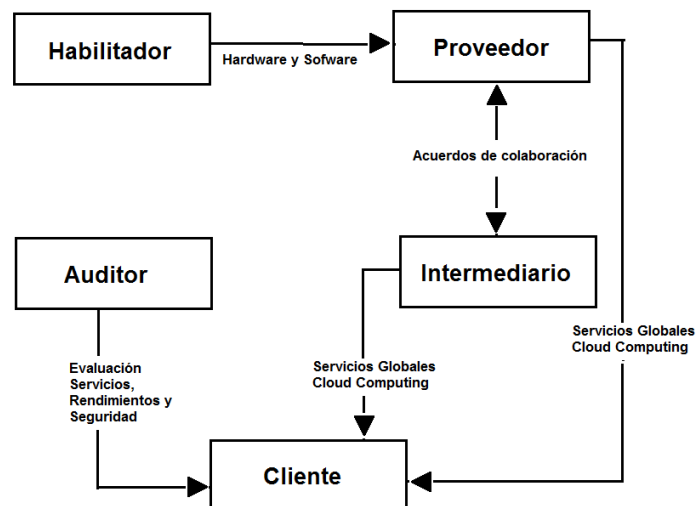 Habilitador
Hardware y Sofware
Proveedor
Acuerdos de colaboración
Auditor
Intermediario
Servicios Globales
Cloud Computing
Evaluación
Servicios,
Rendimientos y
Seguridad
Servicios Globales
Cloud Computing
Cliente